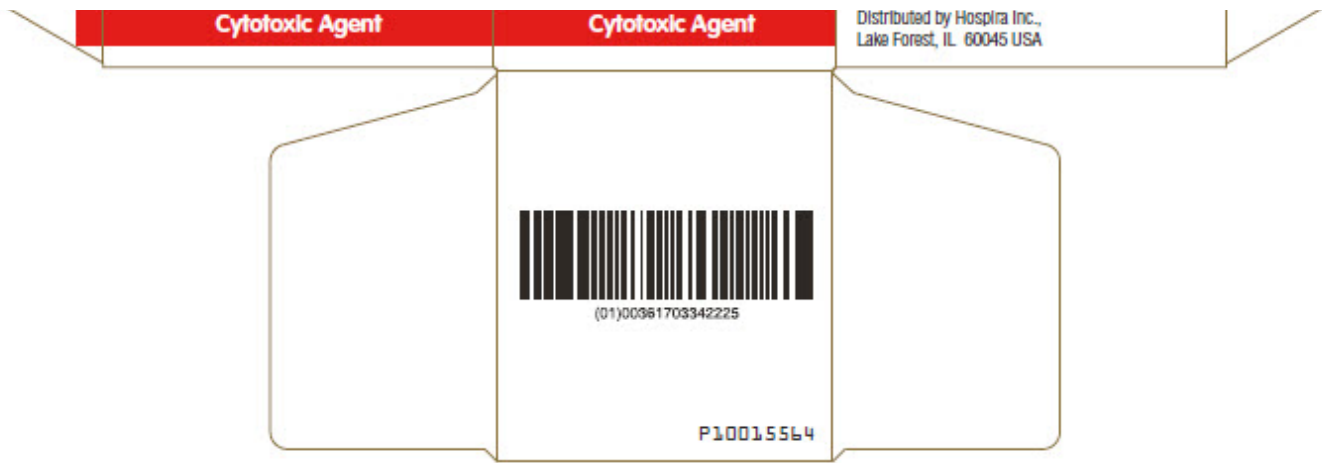 Cytotoxic Agent
Cytotoxic Agent
Distributed by Hospira Inc.,
Lake Forest, IL 60045 USA
(01)00361703342225
P10015564